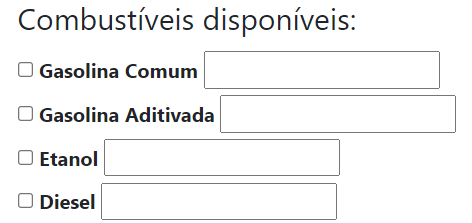 Combustíveis disponíveis:
Gasolina Comum
Gasolina Aditivada
Etanol
Diesel